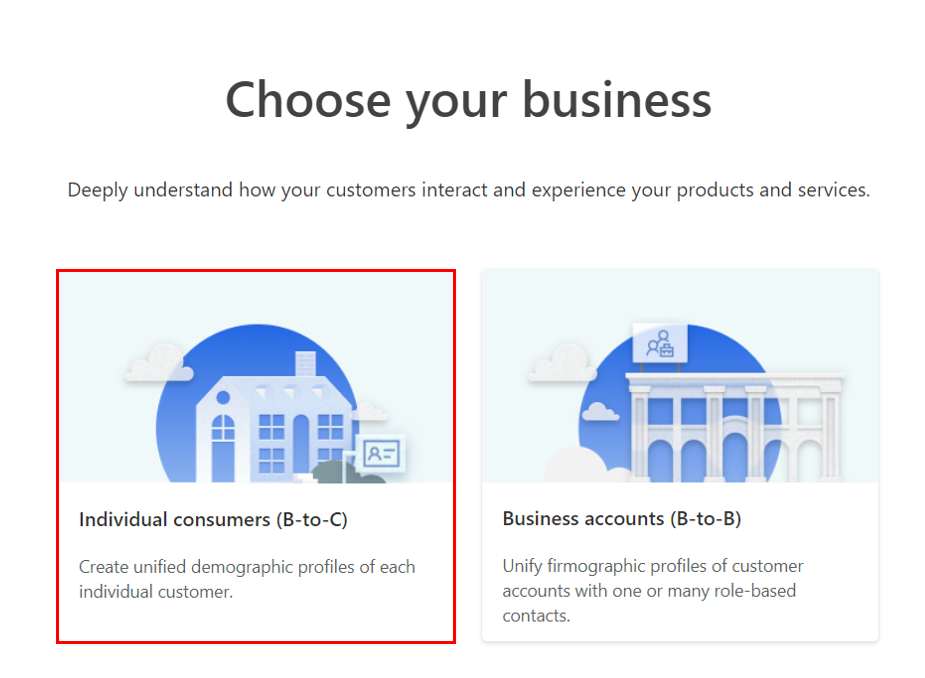 Choose your business
Deeply understand how your customers interact and experience your products and services.
Individual consumers (B-to-C)
Create unified demographic profiles of each
individual customer.
Business accounts (B-to-B)
Unify firmographic profiles of customer
accounts with one or many role-based
contacts.